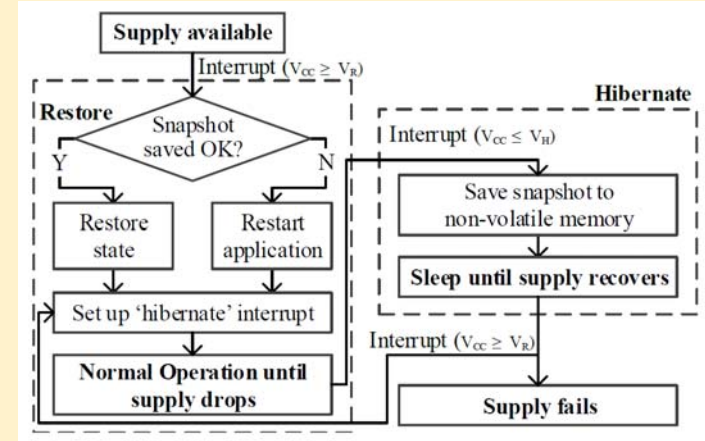 Supply available
Interrupt (Vcc ≥ VR)
Restore
Snapshot
saved OK?
Y
N
Restore
state
Restart
application
Set up ‘hibernate’ interrupt
Normal Operation until
supply drops
Hibernate
Interrupt (Vcc ≤ VH)
Save snapshot to
non-volatile memory
Sleep until supply recovers
Interrupt (Vcc ≥ VR)
Supply fails